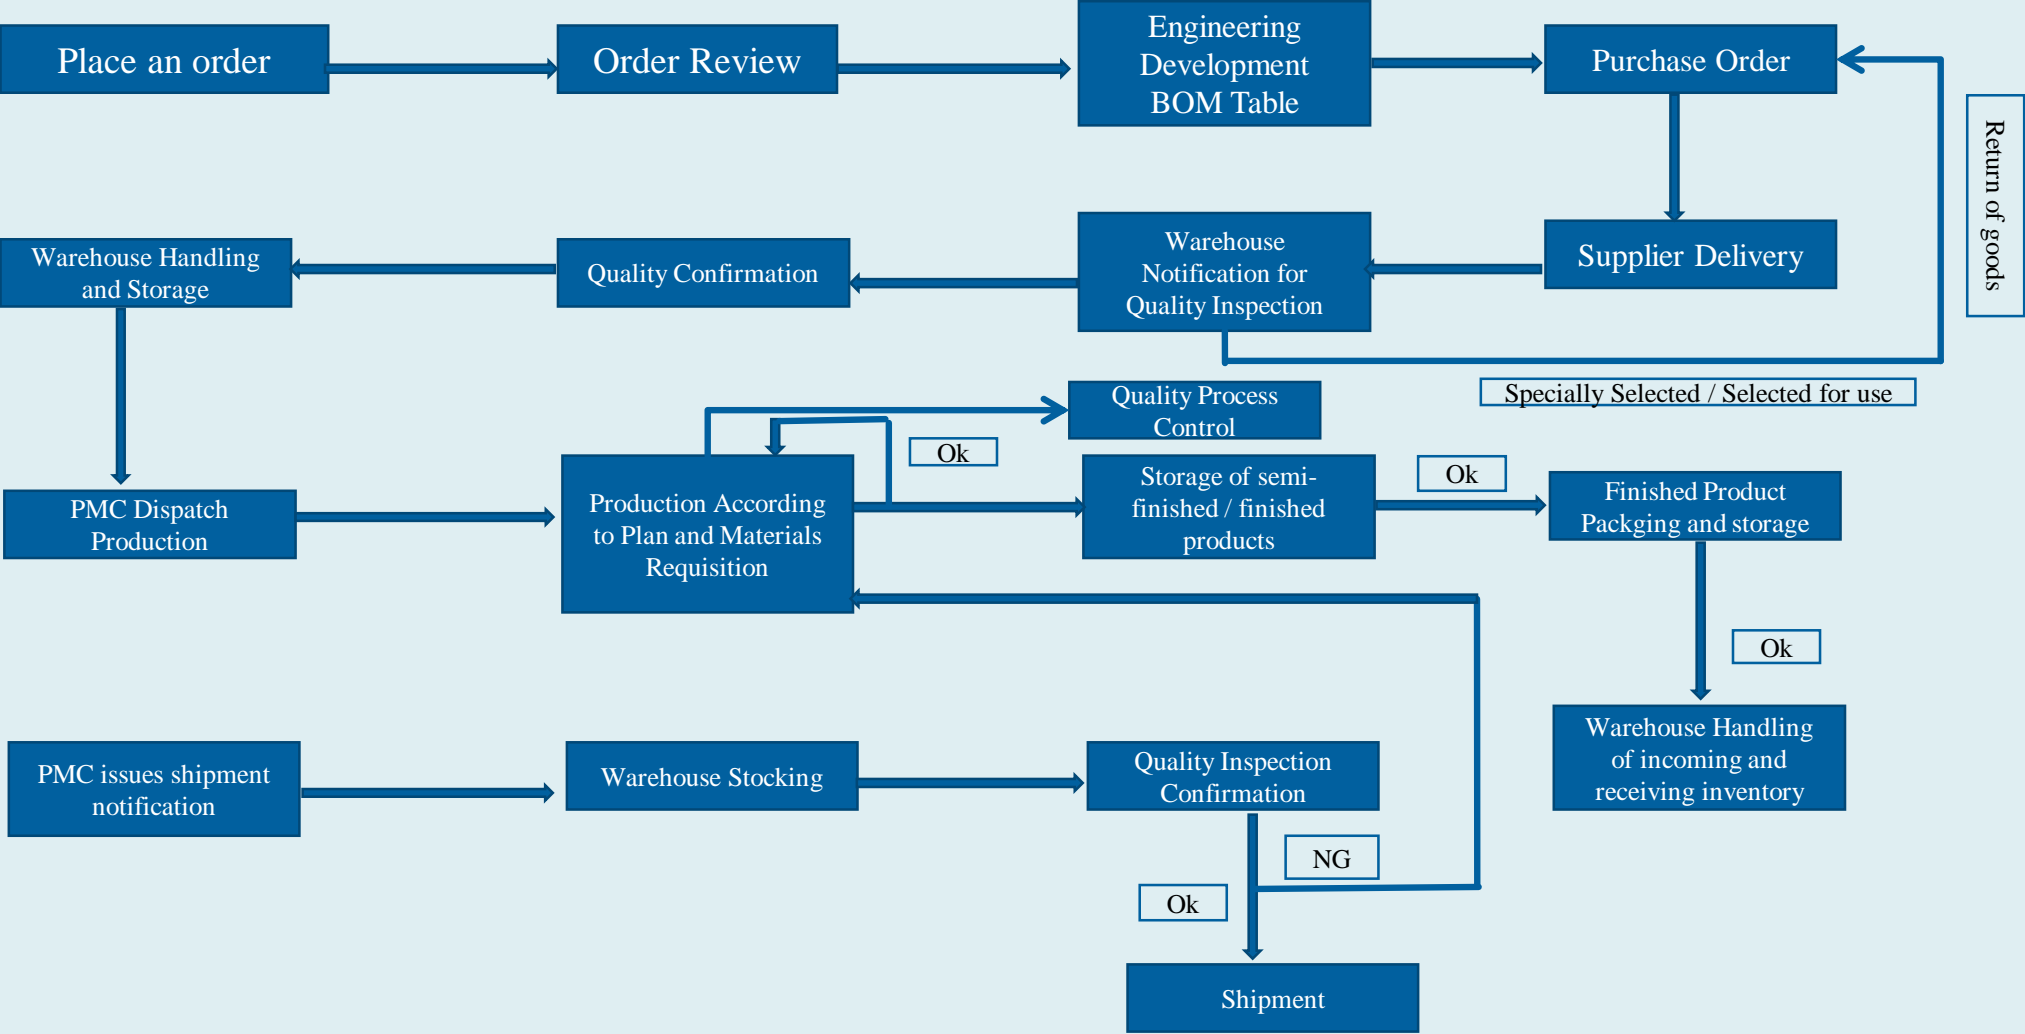 Place an order
Order Review
Engineering
Development
BOM Table
Purchase Order
Return of goods
Warehouse Handling
and Storage
Quality Confirmation
Warehouse
Notification for
Quality Inspection
Supplier Delivery
Specially Selected / Selected for use
Quality Process
Control
Ok
PMC Dispatch
Production
Production According
to Plan and Materials
Requisition
Storage of semi-
finished / finished
products
Ok
Finished Product
Packging and storage
Ok
PMC issues shipment
notification
Warehouse Stocking
Quality Inspection
Confirmation
Warehouse Handling
of incoming and
receiving inventory
NG
Ok
Shipment